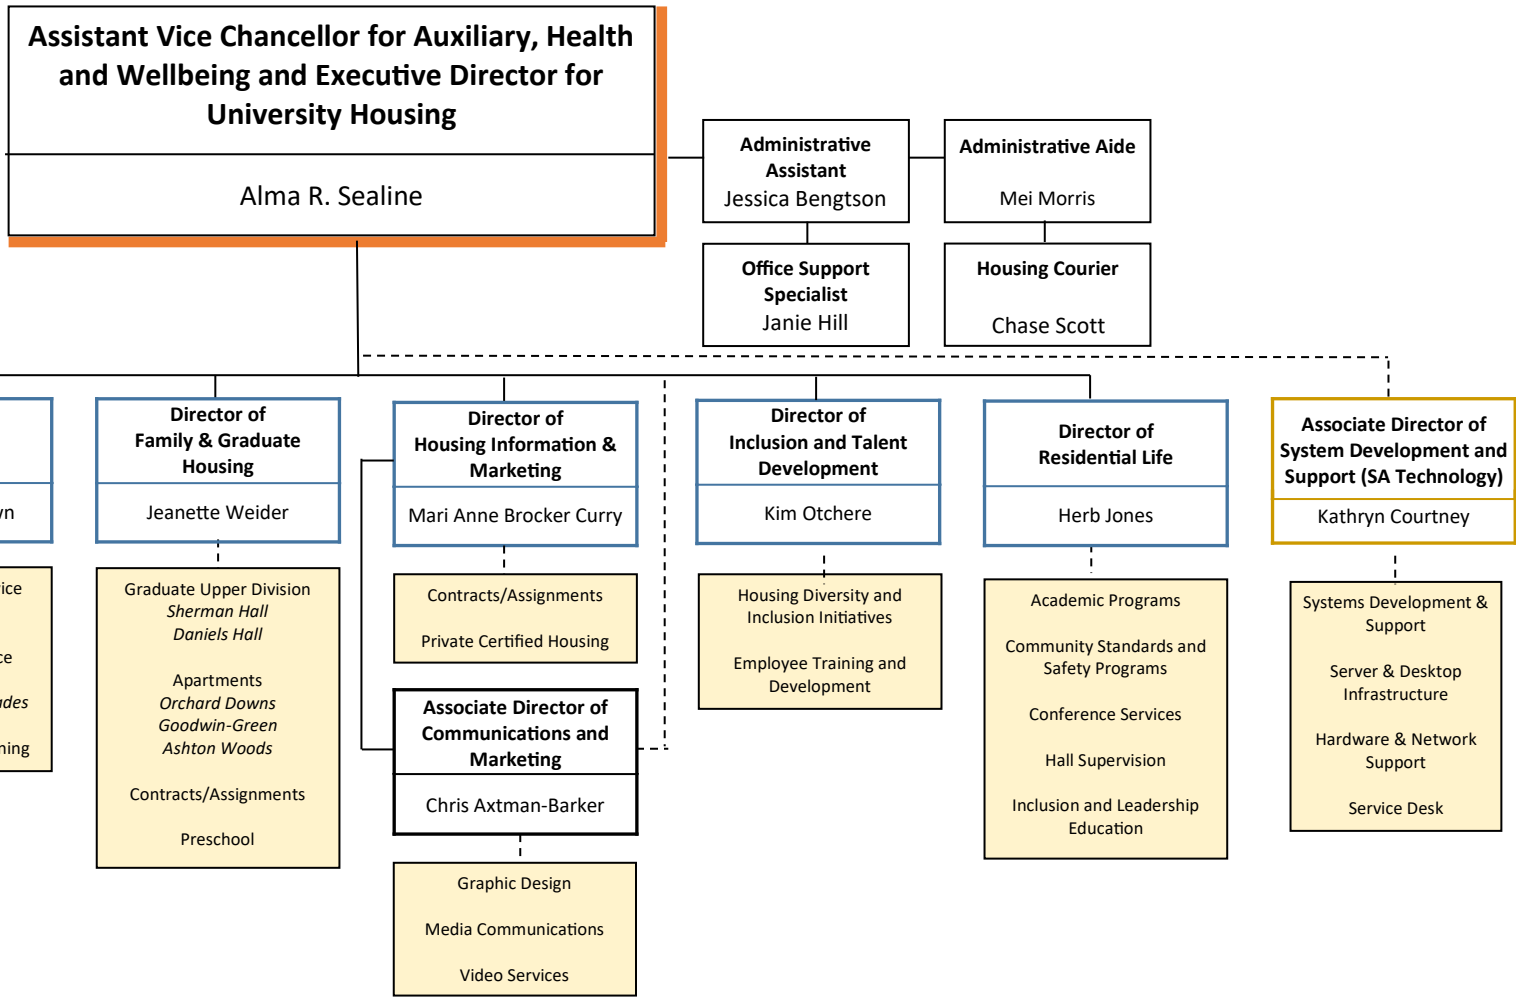 Assistant Vice Chancellor for Auxiliary, Health
and Wellbeing and Executive Director for
University Housing
Alma R. Sealine
Administrative
Assistant
Jessica Bengtson
Administrative Aide
Mei Morris
Office Support
Specialist
Janie Hill
Housing Courier
Chase Scott
Director of
Family & Graduate
Housing
Jeanette Weider
Graduate Upper Division
Sherman Hall
Daniels Hall
Apartments
Orchard Downs
Goodwin-Green
Ashton Woods
Contracts/Assignments
Preschool
Director of
Housing Information &
Marketing
Mari Anne Brocker Curry
Contracts/Assignments
Private Certified Housing
Associate Director of
Communications and
Marketing
Chris Axtman-Barker
Graphic Design
Media Communications
Video Services
Director of
Inclusion and Talent
Development
Kim Otchere
Housing Diversity and
Inclusion Initiatives
Employee Training and
Development
Director of
Residential Life
Herb Jones
Academic Programs
Community Standards and
Safety Programs
Conference Services
Hall Supervision
Inclusion and Leadership
Education
Associate Director of
System Development and
Support (SA Technology)
Kathryn Courtney
Systems Development &
Support
Server & Desktop
Infrastructure
Hardware & Network
Support
Service Desk